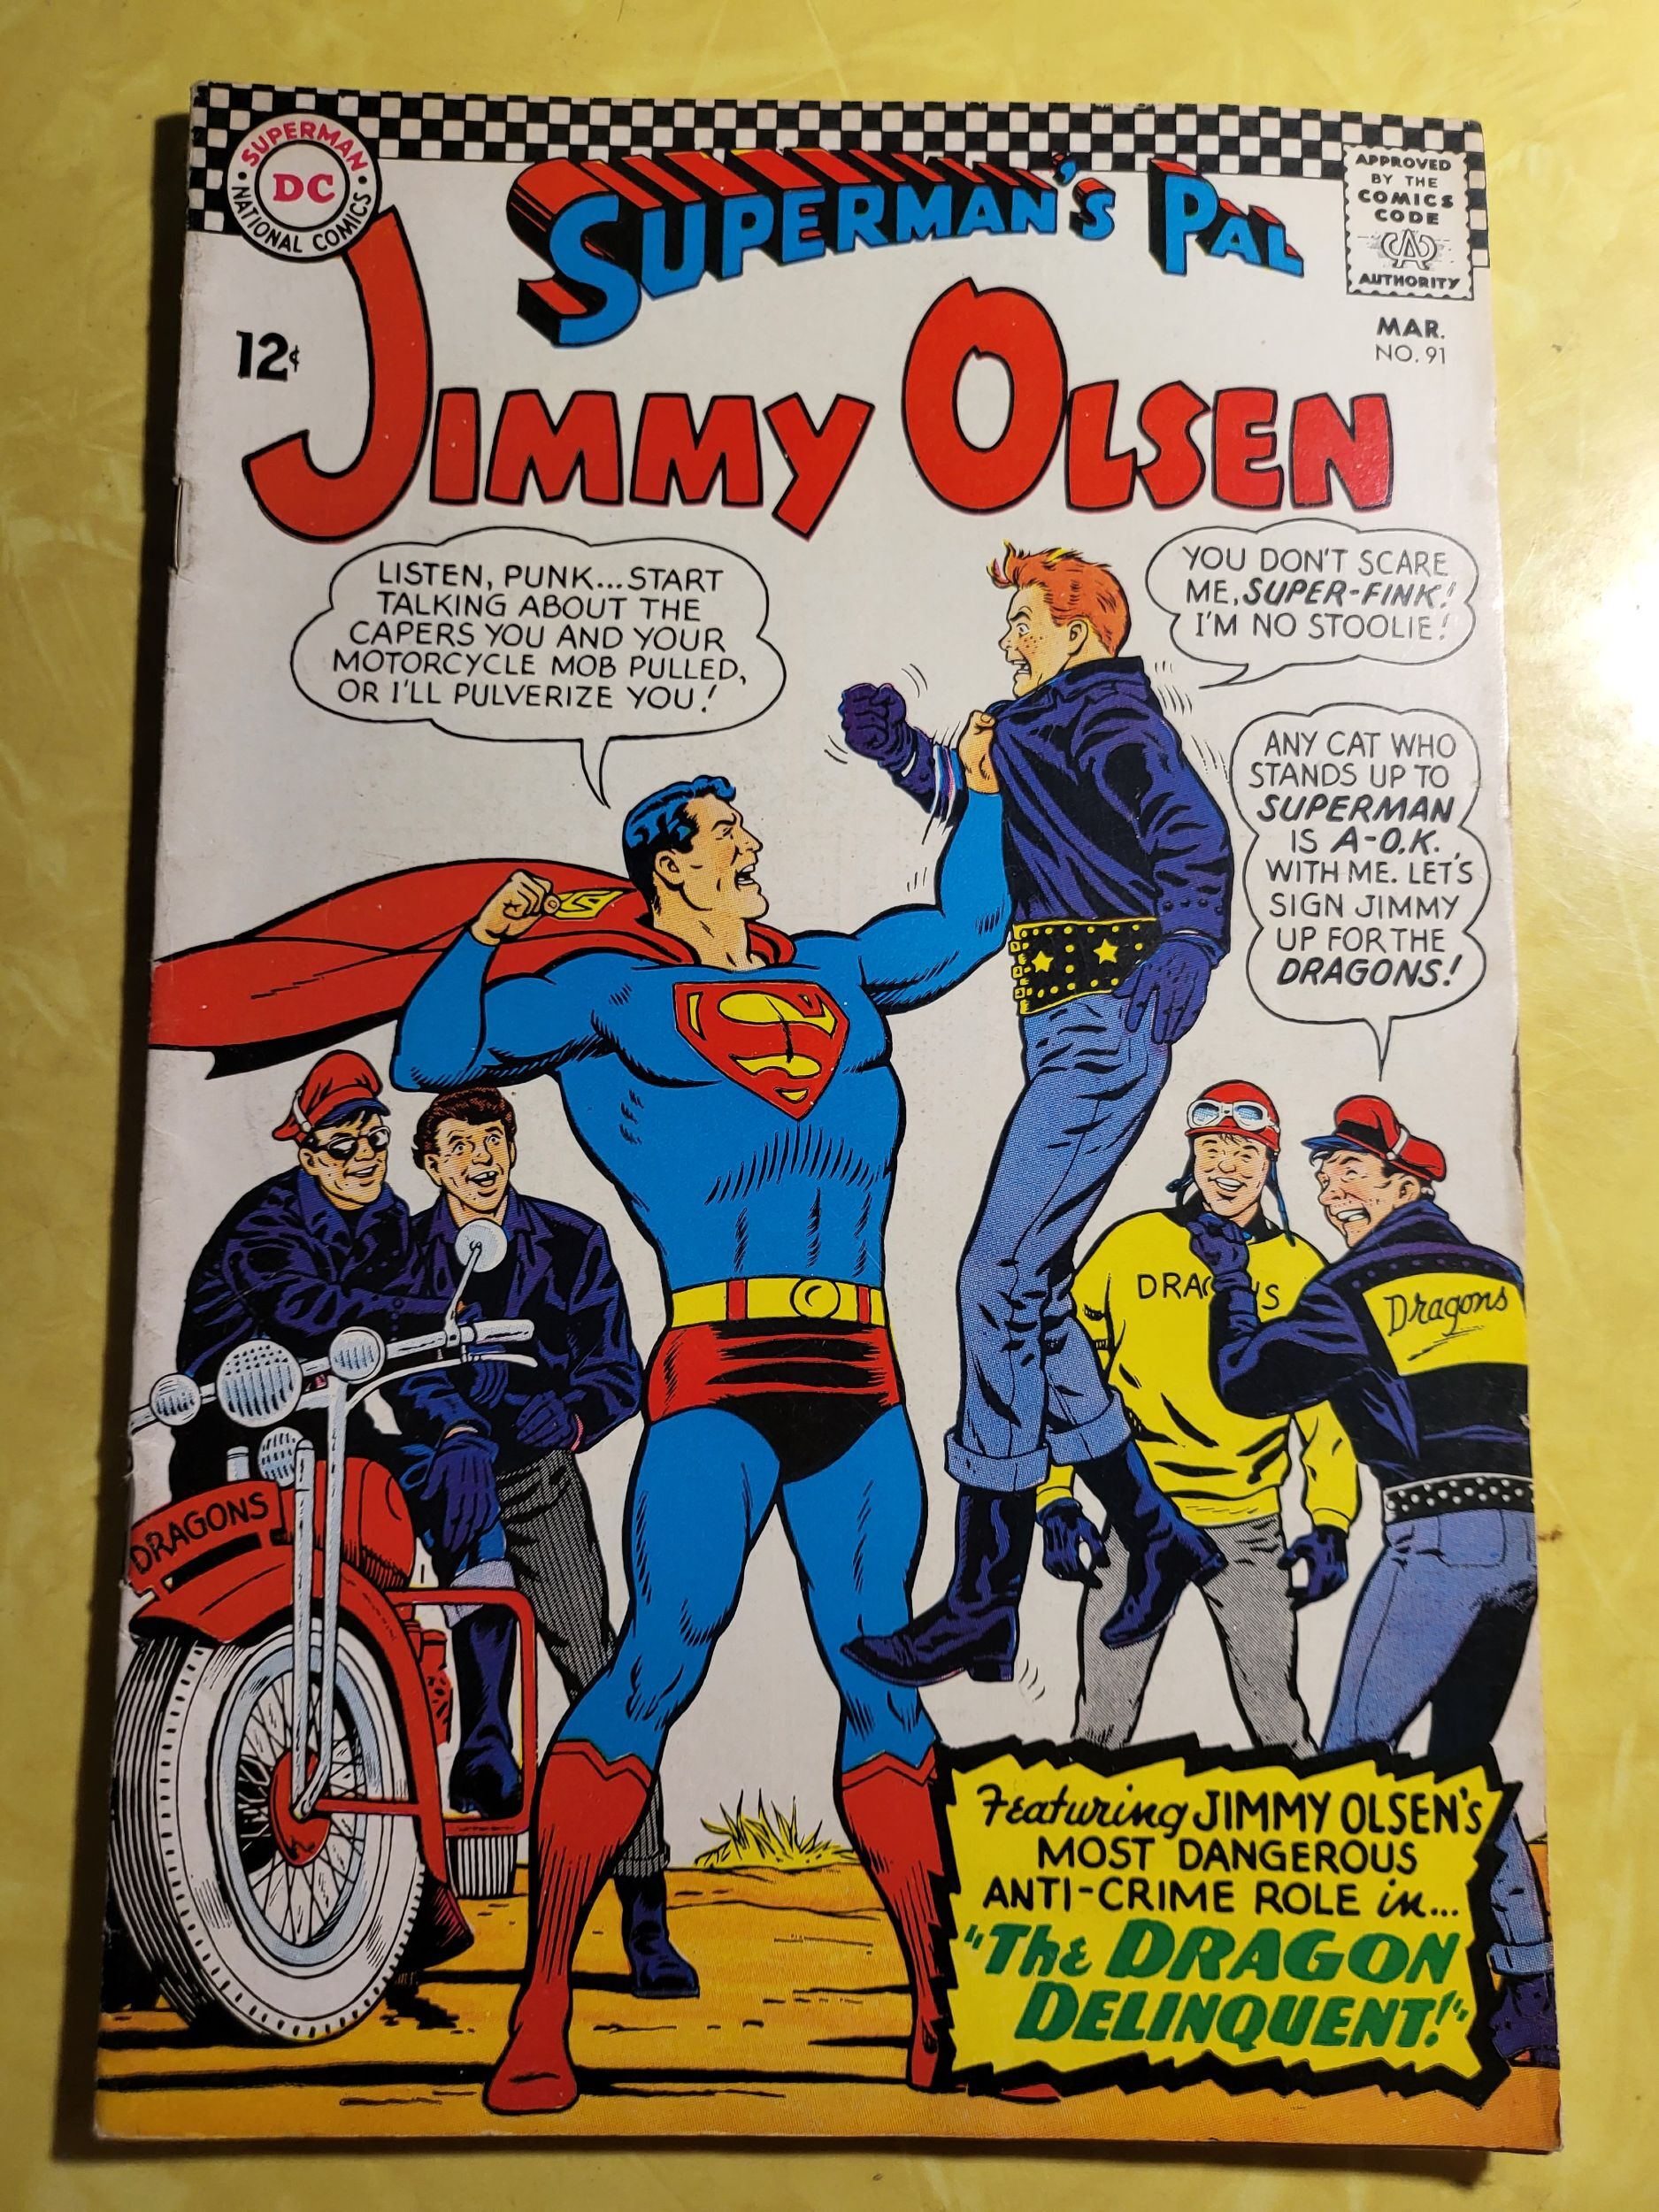 SUPERMAN
DC
NATIONAL COMICS
SUPERMAN'S PAL
JIMMY OLSEN
12¢
APPROVED
BY THE
COMICS
CODE
CA
AUTHORITY
MAR.
NO. 91
LISTEN, PUNK...START
TALKING ABOUT THE
CAPERS YOU AND YOUR
MOTORCYCLE MOB PULLED,
OR I'LL PULVERIZE YOU!
YOU DON'T SCARE
ME, SUPER-FINK!
I'M NO STOOLIE!
ANY CAT WHO
STANDS UP TO
SUPERMAN
IS A-O.K.
WITH ME. LET'S
SIGN JIMMY
UP FOR THE
DRAGONS!
S
DRAG
S
Dragons
DRAGONS
Featuring JIMMY OLSEN'S
MOST DANGEROUS
ANTI-CRIME ROLE in...
"The DRAGON
DELINQUENT!"